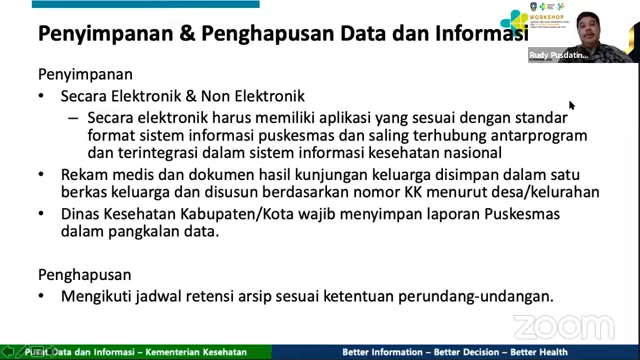 WORKSHOP
Penyimpanan & Penghapusan Data dan Informasi
Rudy Pusdatin...
Penyimpanan
• Secara Elektronik & Non Elektronik
– Secara elektronik harus memiliki aplikasi yang sesuai dengan standar
format sistem informasi puskesmas dan saling terhubung antarprogram
dan terintegrasi dalam sistem informasi kesehatan nasional
• Rekam medis dan dokumen hasil kunjungan keluarga disimpan dalam satu
berkas keluarga dan disusun berdasarkan nomor KK menurut desa/kelurahan
• Dinas Kesehatan Kabupaten/Kota wajib menyimpan laporan Puskesmas
dalam pangkalan data.
Penghapusan
• Mengikuti jadwal retensi arsip sesuai ketentuan perundang-undangan.
zoom
Pusat Data dan Informasi – Kementerian Kesehatan
Better Information – Better Decision – Better Health